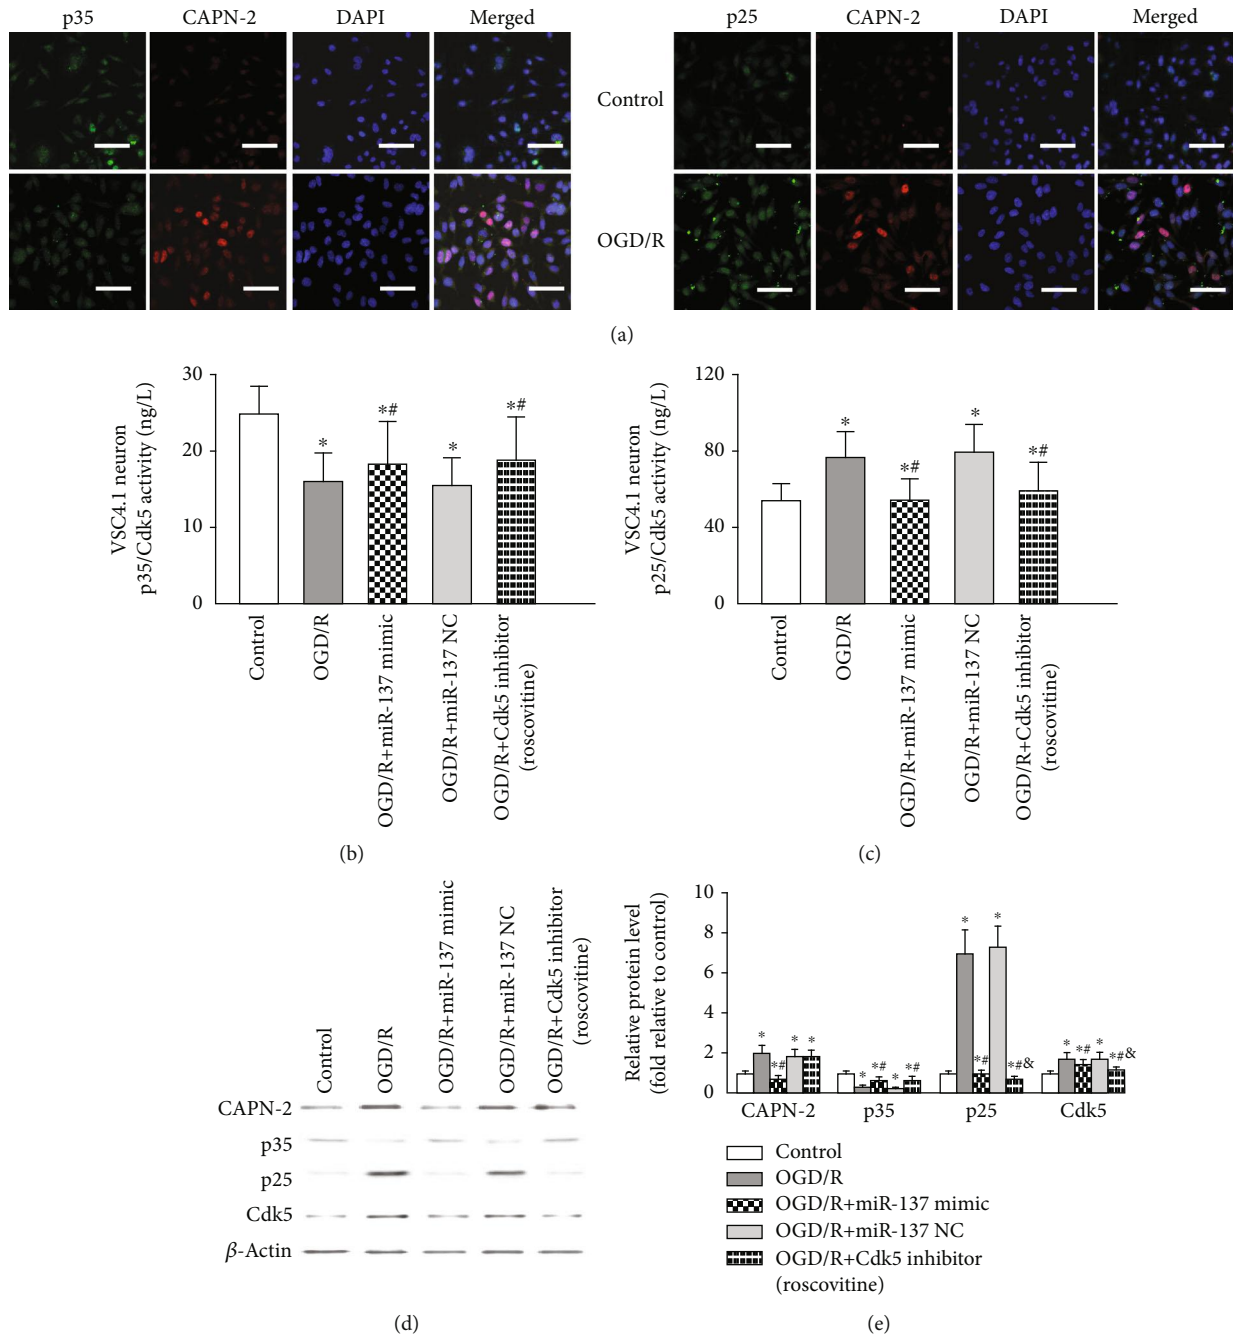 p35 CAPN-2 DAPI Merged
p25 CAPN-2 DAPI Merged
Control
OGD/R
(a)
VSC4.1 neuron
p35/Cdk5 activity (ng/L)
30
20
10
0
*
*#
*
*#
Control
OGD/R
OGD/R+miR-137 mimic
OGD/R+miR-137 NC
OGD/R+Cdk5 inhibitor
(roscovitine)
(b)
VSC4.1 neuron
p25/Cdk5 activity (ng/L)
120
80
40
0
*
*#
*
*#
Control
OGD/R
OGD/R+miR-137 mimic
OGD/R+miR-137 NC
OGD/R+Cdk5 inhibitor
(roscovitine)
(c)
Control
OGD/R
OGD/R+miR-137 mimic
OGD/R+miR-137 NC
OGD/R+Cdk5 inhibitor
(roscovitine)
CAPN-2
p35
p25
Cdk5
β-Actin
(d)
Relative protein level
(fold relative to control)
10
8
6
4
2
0
* *# * *
* *# * *#
* *# * *#&
* *# * *#&
CAPN-2 p35 p25 Cdk5
Control
OGD/R
OGD/R+miR-137 mimic
OGD/R+miR-137 NC
OGD/R+Cdk5 inhibitor
(roscovitine)
(e)